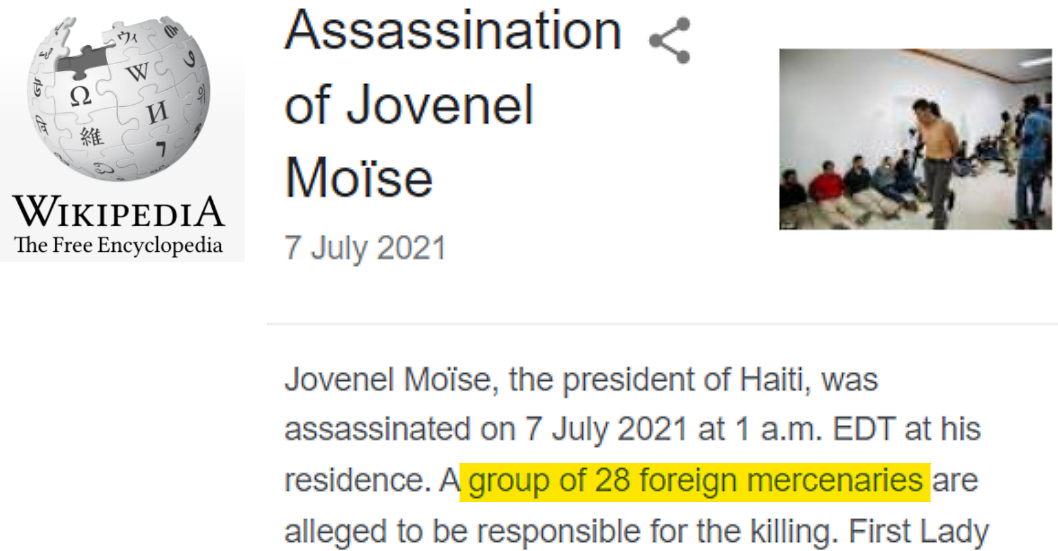 WIKIPEDIA
The Free Encyclopedia
Assassination
of Jovenel
Moïse
7 July 2021
Jovenel Moïse, the president of Haiti, was
assassinated on 7 July 2021 at 1 a.m. EDT at his
residence. A group of 28 foreign mercenaries are
alleged to be responsible for the killing. First Lady